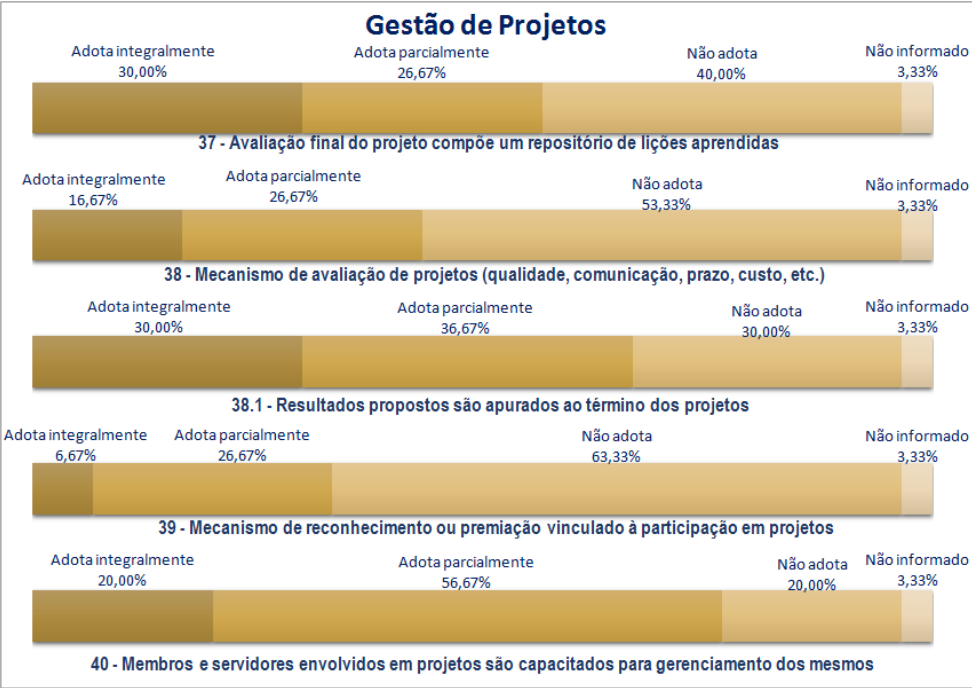 Gestão de Projetos
Adota integralmente
30,00%
Adota parcialmente
26,67%
Não adota
40,00%
Não informado
3,33%
37 - Avaliação final do projeto compõe um repositório de lições aprendidas
Adota integralmente
16,67%
Adota parcialmente
26,67%
Não adota
53,33%
Não informado
3,33%
38 - Mecanismo de avaliação de projetos (qualidade, comunicação, prazo, custo, etc.)
Adota integralmente
30,00%
Adota parcialmente
36,67%
Não adota
30,00%
Não informado
3,33%
38.1 - Resultados propostos são apurados ao término dos projetos
Adota integralmente
6,67%
Adota parcialmente
26,67%
Não adota
63,33%
Não informado
3,33%
39 - Mecanismo de reconhecimento ou premiação vinculado à participação em projetos
Adota integralmente
20,00%
Adota parcialmente
56,67%
Não adota
20,00%
Não informado
3,33%
40 - Membros e servidores envolvidos em projetos são capacitados para gerenciamento dos mesmos